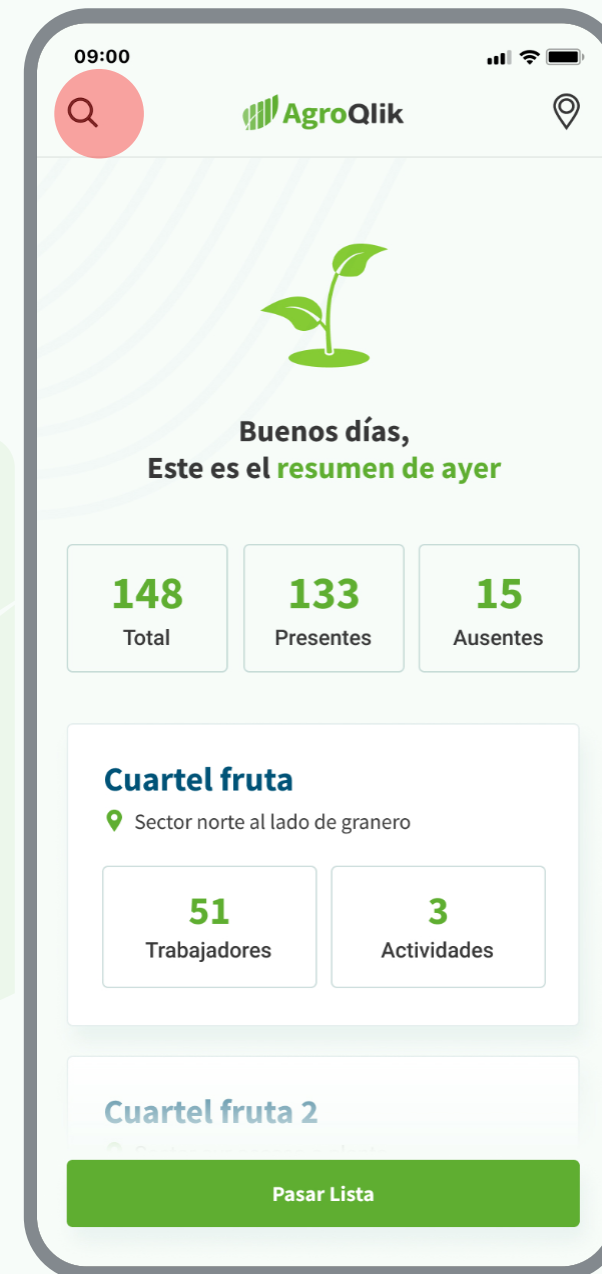 09:00
AgroQlik
Buenos días,
Este es el resumen de ayer
148
Total
133
Presentes
15
Ausentes
Cuartel fruta
Sector norte al lado de granero
51
Trabajadores
3
Actividades
Cuartel fruta 2
Pasar Lista